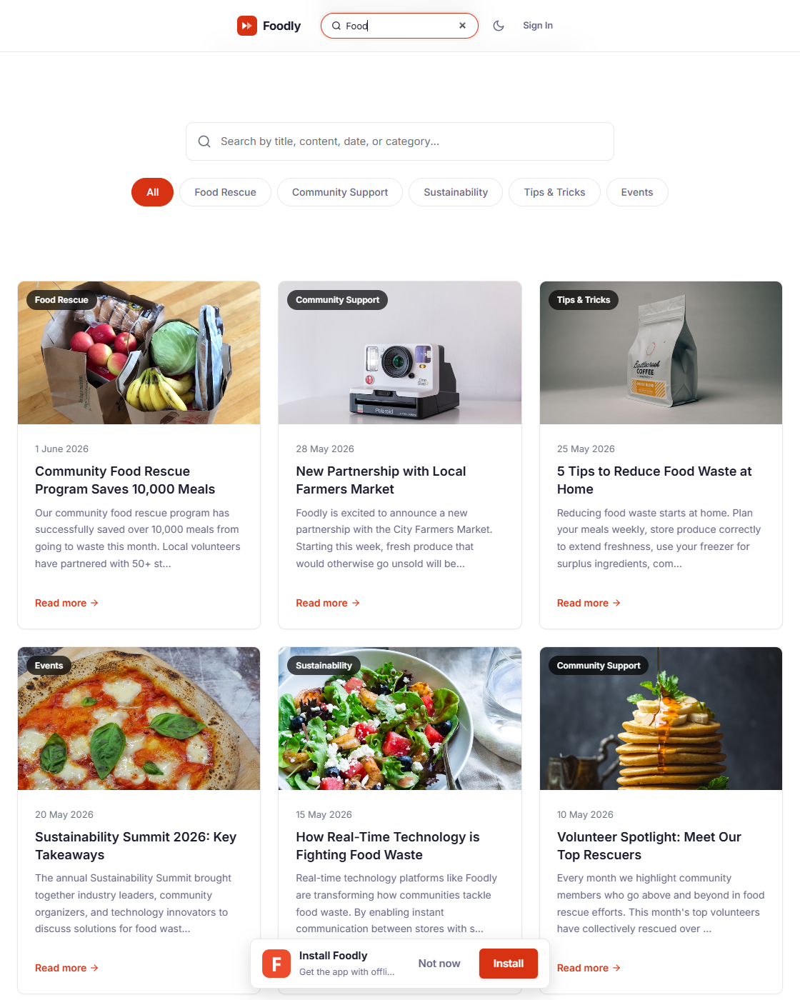 Foodly
Food
Sign In
Search by title, content, date, or category...
All
Food Rescue
Community Support
Sustainability
Tips & Tricks
Events
Food Rescue
Community Support
Tips & Tricks
Polaroid
One
Step
COFFEE
1 June 2026
Community Food Rescue
Program Saves 10,000 Meals
Our community food rescue program has
successfully saved over 10,000 meals from
going to waste this month. Local volunteers
have partnered with 50+ st...
Read more →
28 May 2026
New Partnership with Local
Farmers Market
Foodly is excited to announce a new
partnership with the City Farmers Market.
Starting this week, fresh produce that
would otherwise go unsold will be...
Read more →
25 May 2026
5 Tips to Reduce Food Waste at
Home
Reducing food waste starts at home. Plan
your meals weekly, store produce correctly
to extend freshness, use your freezer for
surplus ingredients, com...
Read more →
Events
Sustainability
Community Support
20 May 2026
Sustainability Summit 2026: Key
Takeaways
The annual Sustainability Summit brought
together industry leaders, community
organizers, and technology innovators to
discuss solutions for food wast...
Read more →
15 May 2026
How Real-Time Technology is
Fighting Food Waste
Real-time technology platforms like Foodly
are transforming how communities tackle
food waste. By enabling instant
communication between stores with s...
10 May 2026
Volunteer Spotlight: Meet Our
Top Rescuers
Every month we highlight community
members who go above and beyond in food
rescue efforts. This month's top volunteers
have collectively rescued over ...
Read more →
F
Install Foodly
Get the app with offli...
Not now
Install